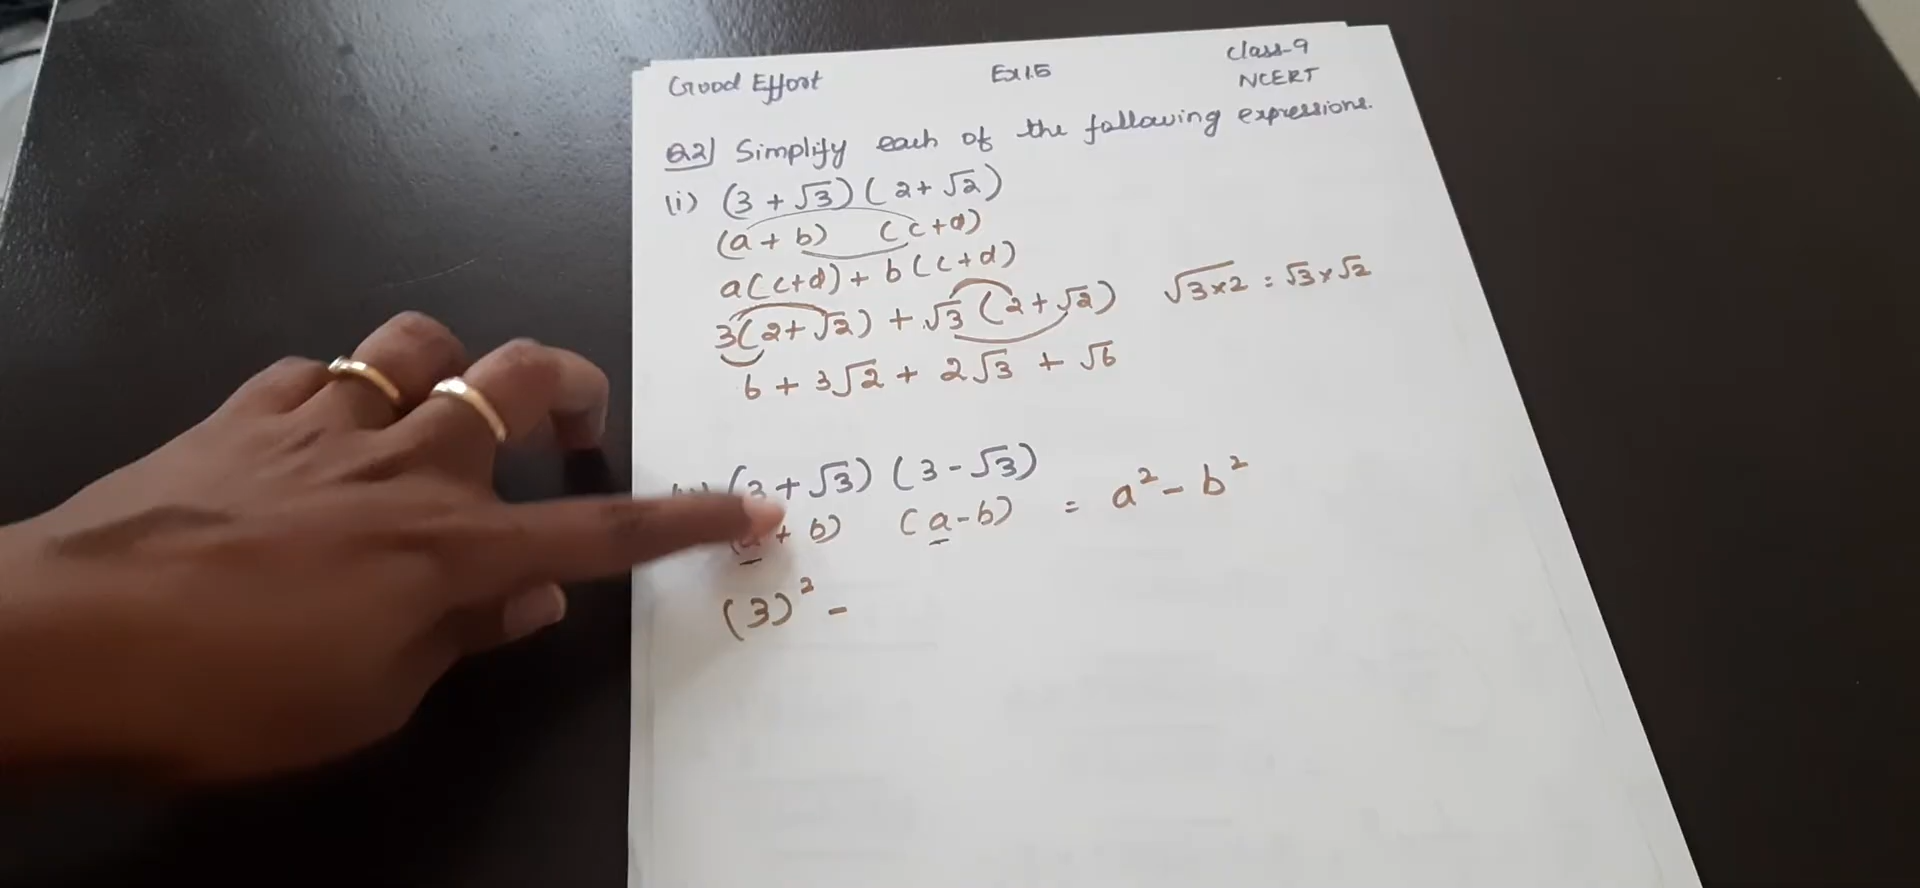 Good Effort Ex1.5 Class-9
NCERT
Q2) Simplify each of the following expressions.
(i) (3 + √3) (2 + √2)
(a + b) (c + d)
a(c+d) + b(c+d)
3(2+√2) + √3 (2+√2) √3×2 = √3×√2
6 + 3√2 + 2√3 + √6
(3 + √3) (3 - √3)
(a + b) (a - b) = a² - b²
(3)² -